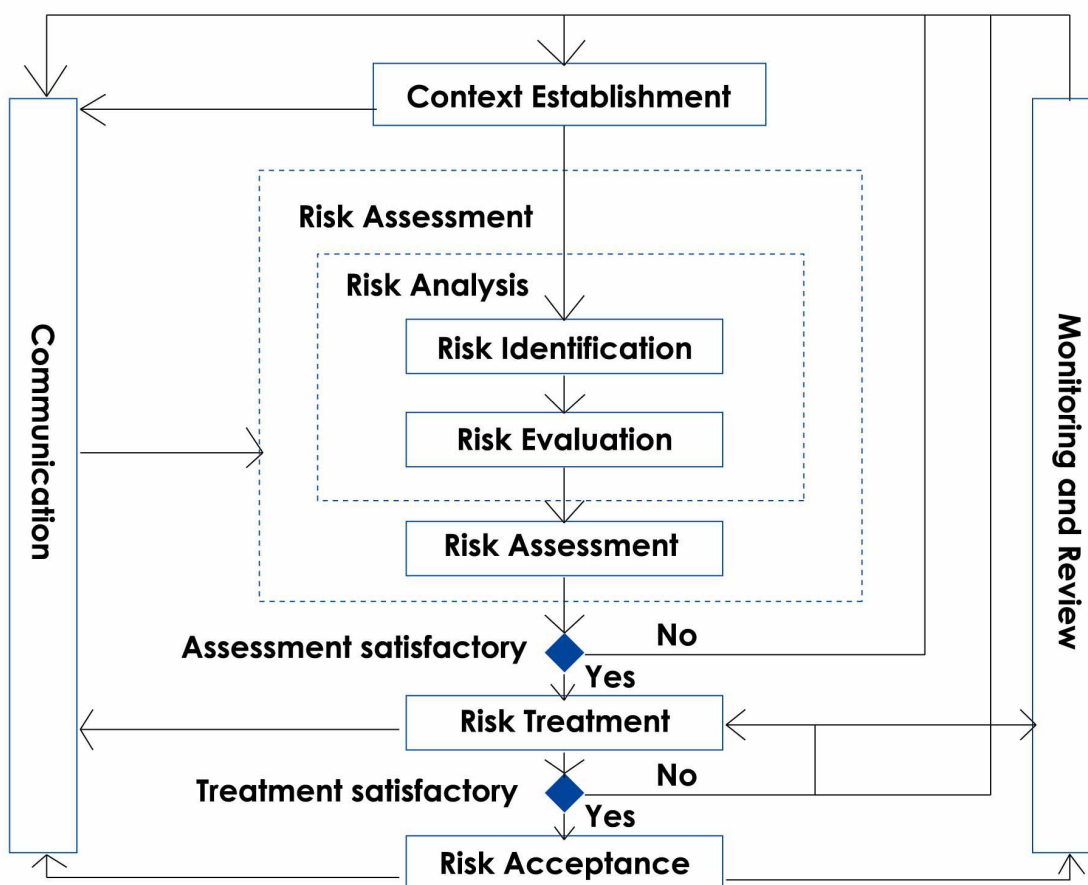 Context Establishment
Risk Assessment
Risk Analysis
Risk Identification
Risk Evaluation
Risk Assessment
Communication
Monitoring and Review
Assessment satisfactory
No
Yes
Risk Treatment
Treatment satisfactory
No
Yes
Risk Acceptance